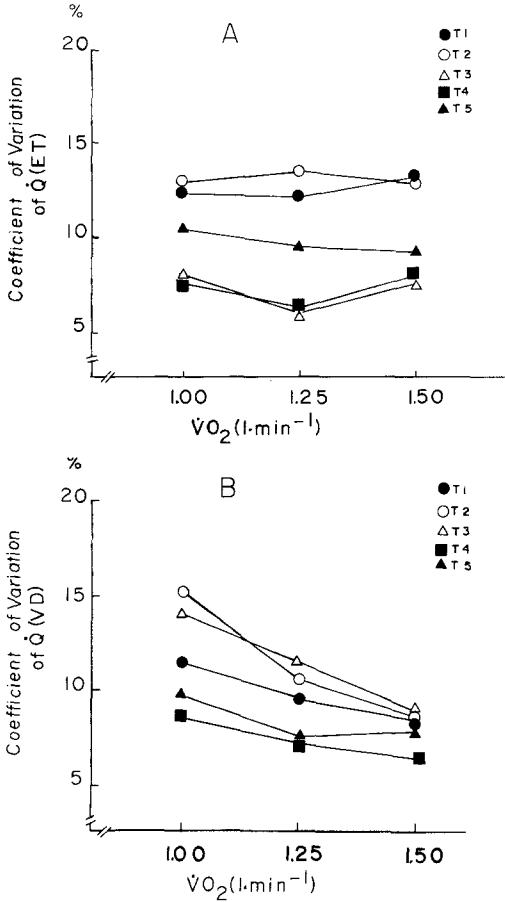 %
A
20
15
10
5
Coefficient of Variation
of Q̇ (ET)
T1
T2
T3
T4
T5
1.00 1.25 1.50
V̇O₂(l·min⁻¹)
%
B
20
15
10
5
Coefficient of Variation
of Q̇ (VD)
T1
T2
T3
T4
T5
1.00 1.25 1.50
V̇O₂(l·min⁻¹)